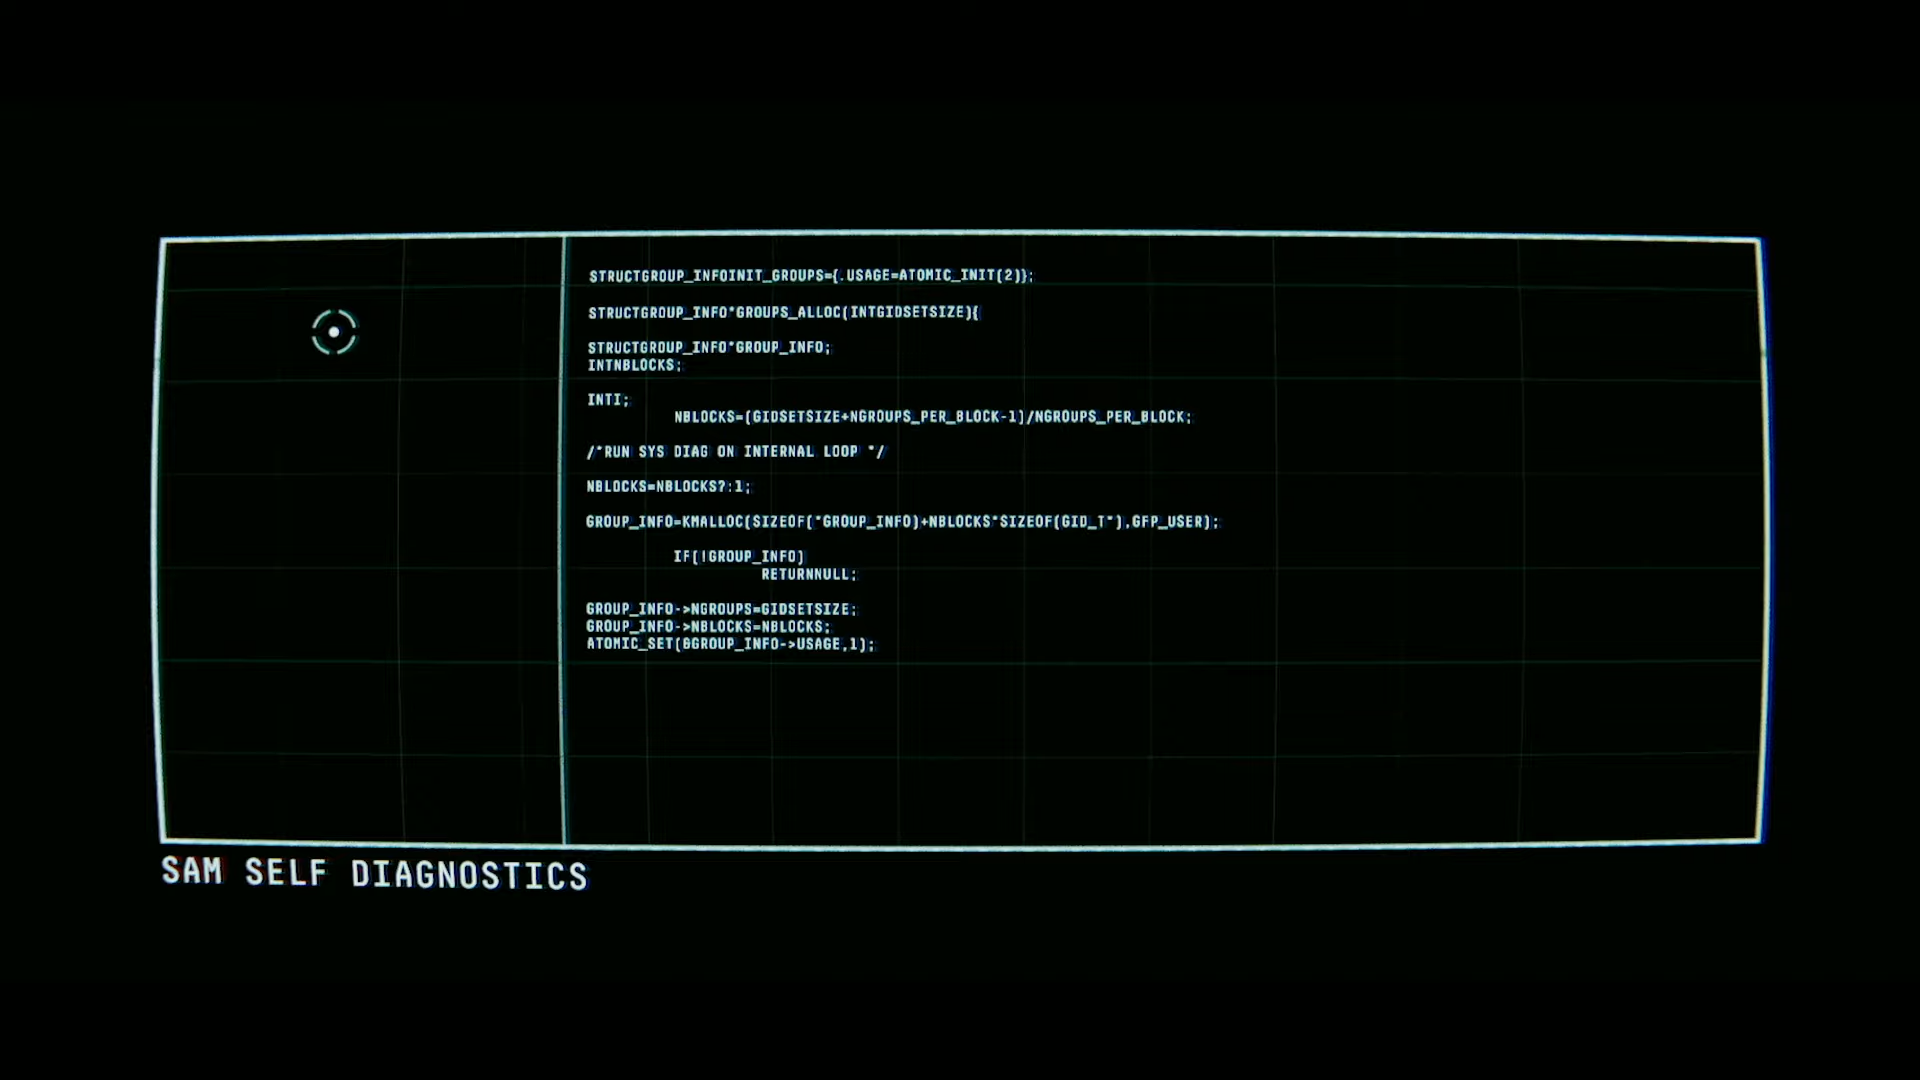 STRUCTGROUP_INFOINIT_GROUPS={.USAGE=ATOMIC_INIT(2)};
STRUCTGROUP_INFO*GROUPS_ALLOC(INTGIDSETSIZE){
STRUCTGROUP_INFO*GROUP_INFO;
INTNBLOCKS;
INTI;
NBLOCKS=(GIDSETSIZE+NGROUPS_PER_BLOCK-1)/NGROUPS_PER_BLOCK;
/*RUN SYS DIAG ON INTERNAL LOOP */
NBLOCKS=NBLOCKS?:1;
GROUP_INFO=KMALLOC(SIZEOF(*GROUP_INFO)+NBLOCKS*SIZEOF(GID_T*),GFP_USER);
IF(!GROUP_INFO)
RETURNNULL;
GROUP_INFO->NGROUPS=GIDSETSIZE;
GROUP_INFO->NBLOCKS=NBLOCKS;
ATOMIC_SET(&GROUP_INFO->USAGE,1);
SAM SELF DIAGNOSTICS